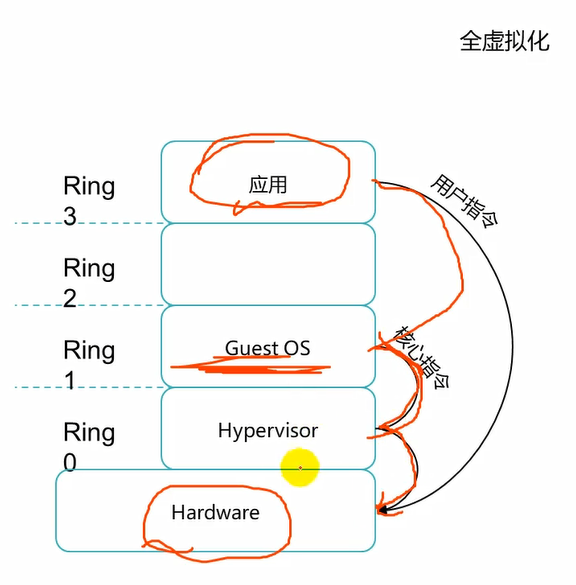 全虚拟化
Ring
3
应用
用户指令
Ring
2
Ring
1
Guest OS
核心指令
Ring
0
Hypervisor
Hardware